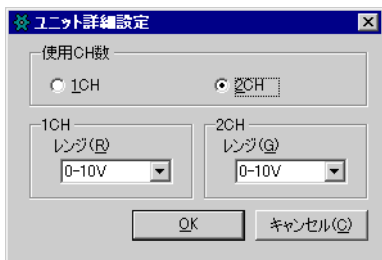 ユニット詳細設定
使用CH数
1CH
2CH
1CH
レンジ(R)
0-10V
2CH
レンジ(G)
0-10V
OK
キャンセル(C)